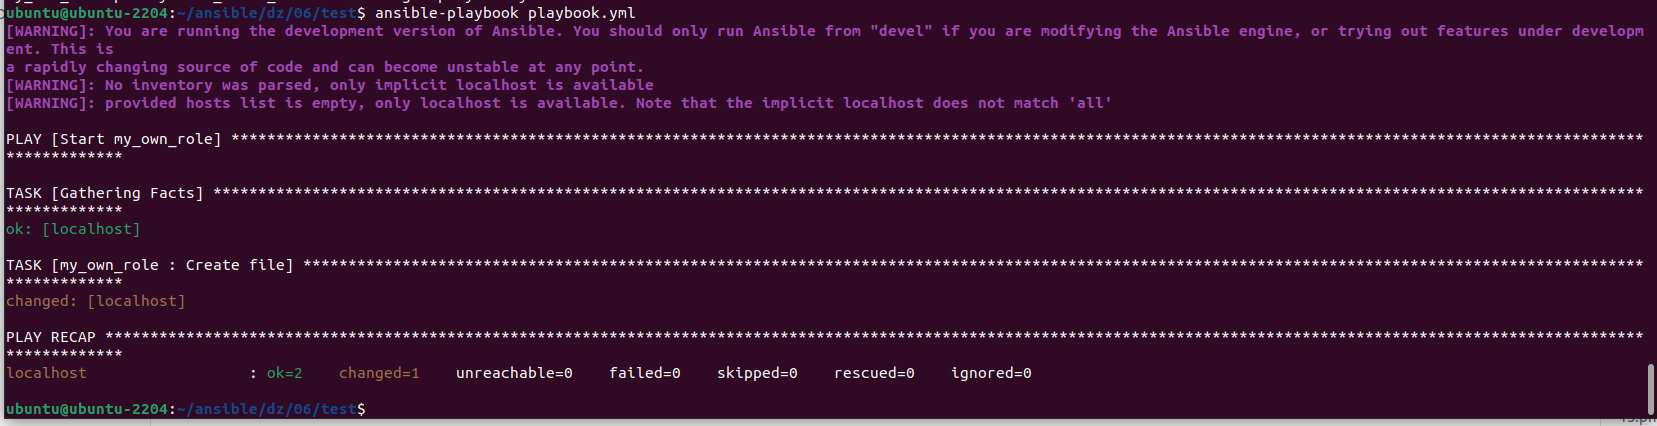 ubuntu@ubuntu-2204:~/ansible/dz/06/test$ ansible-playbook playbook.yml
[WARNING]: You are running the development version of Ansible. You should only run Ansible from "devel" if you are modifying the Ansible engine, or trying out features under developm
ent. This is
a rapidly changing source of code and can become unstable at any point.
[WARNING]: No inventory was parsed, only implicit localhost is available
[WARNING]: provided hosts list is empty, only localhost is available. Note that the implicit localhost does not match 'all'
PLAY [Start my_own_role] *************************************************************************************************************************************************************
*************
TASK [Gathering Facts] ***************************************************************************************************************************************************************
*************
ok: [localhost]
TASK [my_own_role : Create file] *****************************************************************************************************************************************************
*************
changed: [localhost]
PLAY RECAP ***************************************************************************************************************************************************************************
*************
localhost                  : ok=2    changed=1    unreachable=0    failed=0    skipped=0    rescued=0    ignored=0
ubuntu@ubuntu-2204:~/ansible/dz/06/test$